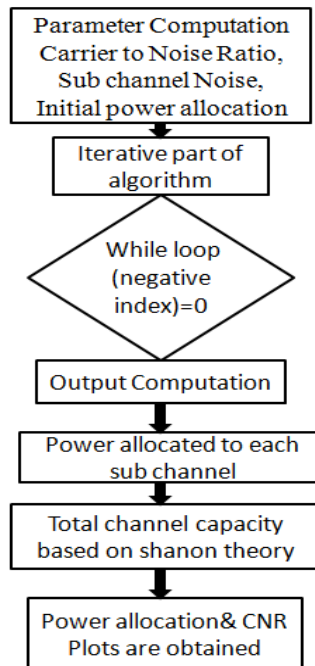 Parameter Computation
Carrier to Noise Ratio,
Sub channel Noise,
Initial power allocation
Iterative part of
algorithm
While loop
(negative
index)=0
Output Computation
Power allocated to each
sub channel
Total channel capacity
based on shanon theory
Power allocation& CNR
Plots are obtained